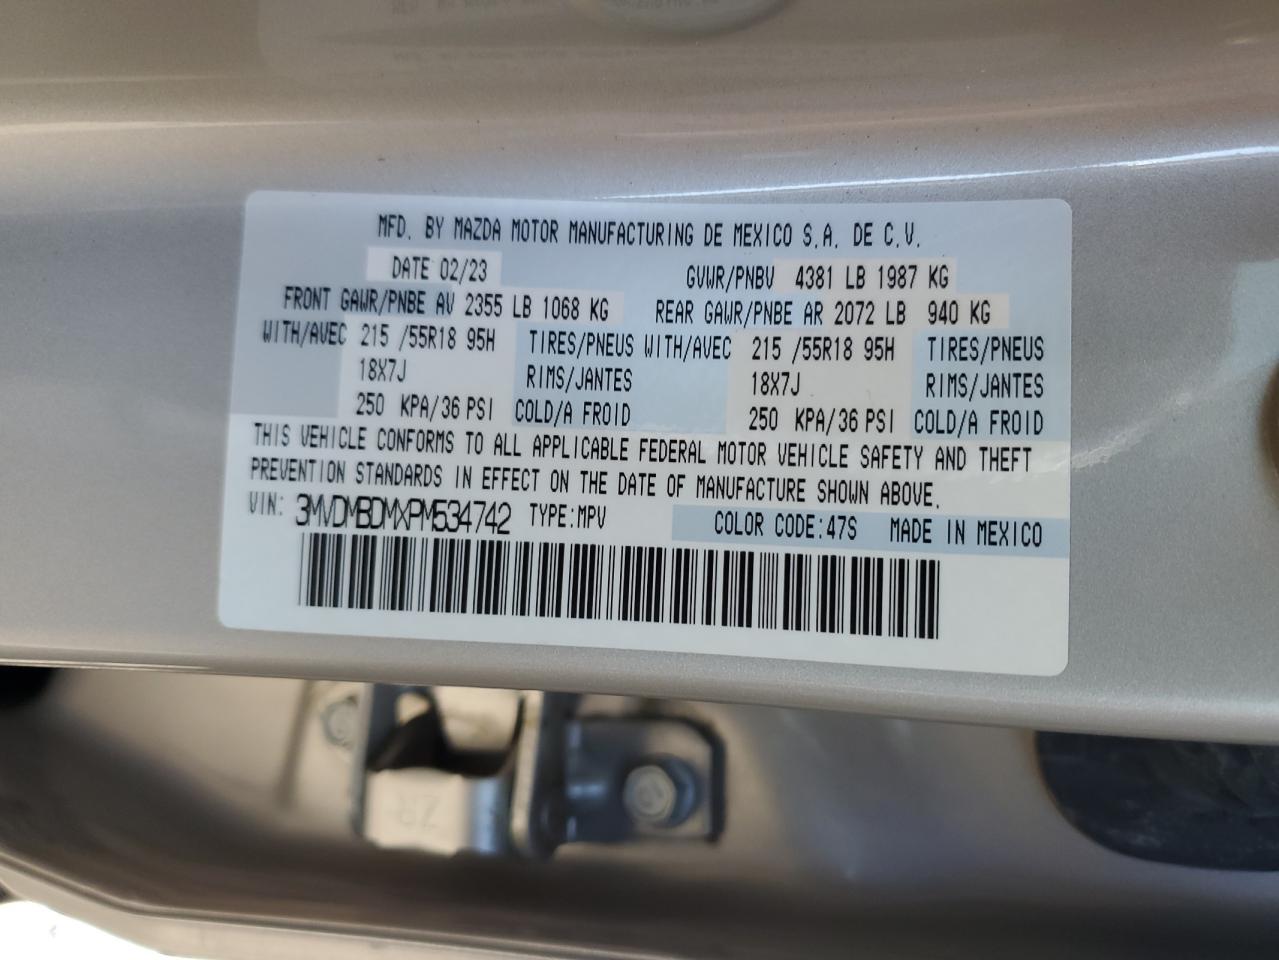 MFD. BY MAZDA MOTOR MANUFACTURING DE MEXICO S.A. DE C.V.
DATE 02/23 GVWR/PNBV 4381 LB 1987 KG
FRONT GAWR/PNBE AV 2355 LB 1068 KG REAR GAWR/PNBE AR 2072 LB 940 KG
WITH/AVEC 215 /55R18 95H TIRES/PNEUS WITH/AVEC 215 /55R18 95H TIRES/PNEUS
18X7J RIMS/JANTES 18X7J RIMS/JANTES
250 KPA/36 PSI COLD/A FROID 250 KPA/36 PSI COLD/A FROID
THIS VEHICLE CONFORMS TO ALL APPLICABLE FEDERAL MOTOR VEHICLE SAFETY AND THEFT
PREVENTION STANDARDS IN EFFECT ON THE DATE OF MANUFACTURE SHOWN ABOVE.
VIN: 3MVDMBDMXPM534742 TYPE:MPV COLOR CODE:47S MADE IN MEXICO
ZR